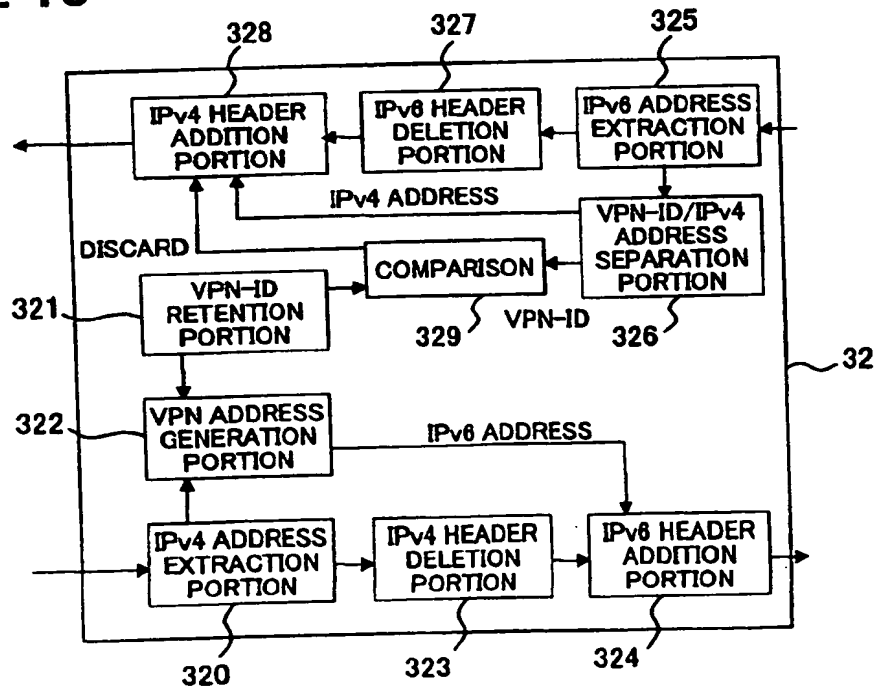 328
327
325
IPv4 HEADER
ADDITION
PORTION
IPv6 HEADER
DELETION
PORTION
IPv6 ADDRESS
EXTRACTION
PORTION
IPv4 ADDRESS
VPN-ID/IPv4
ADDRESS
SEPARATION
PORTION
DISCARD
COMPARISON
321
VPN-ID
RETENTION
PORTION
329
VPN-ID
326
32
322
VPN ADDRESS
GENERATION
PORTION
IPv6 ADDRESS
IPv4 ADDRESS
EXTRACTION
PORTION
IPv4 HEADER
DELETION
PORTION
IPv6 HEADER
ADDITION
PORTION
320
323
324